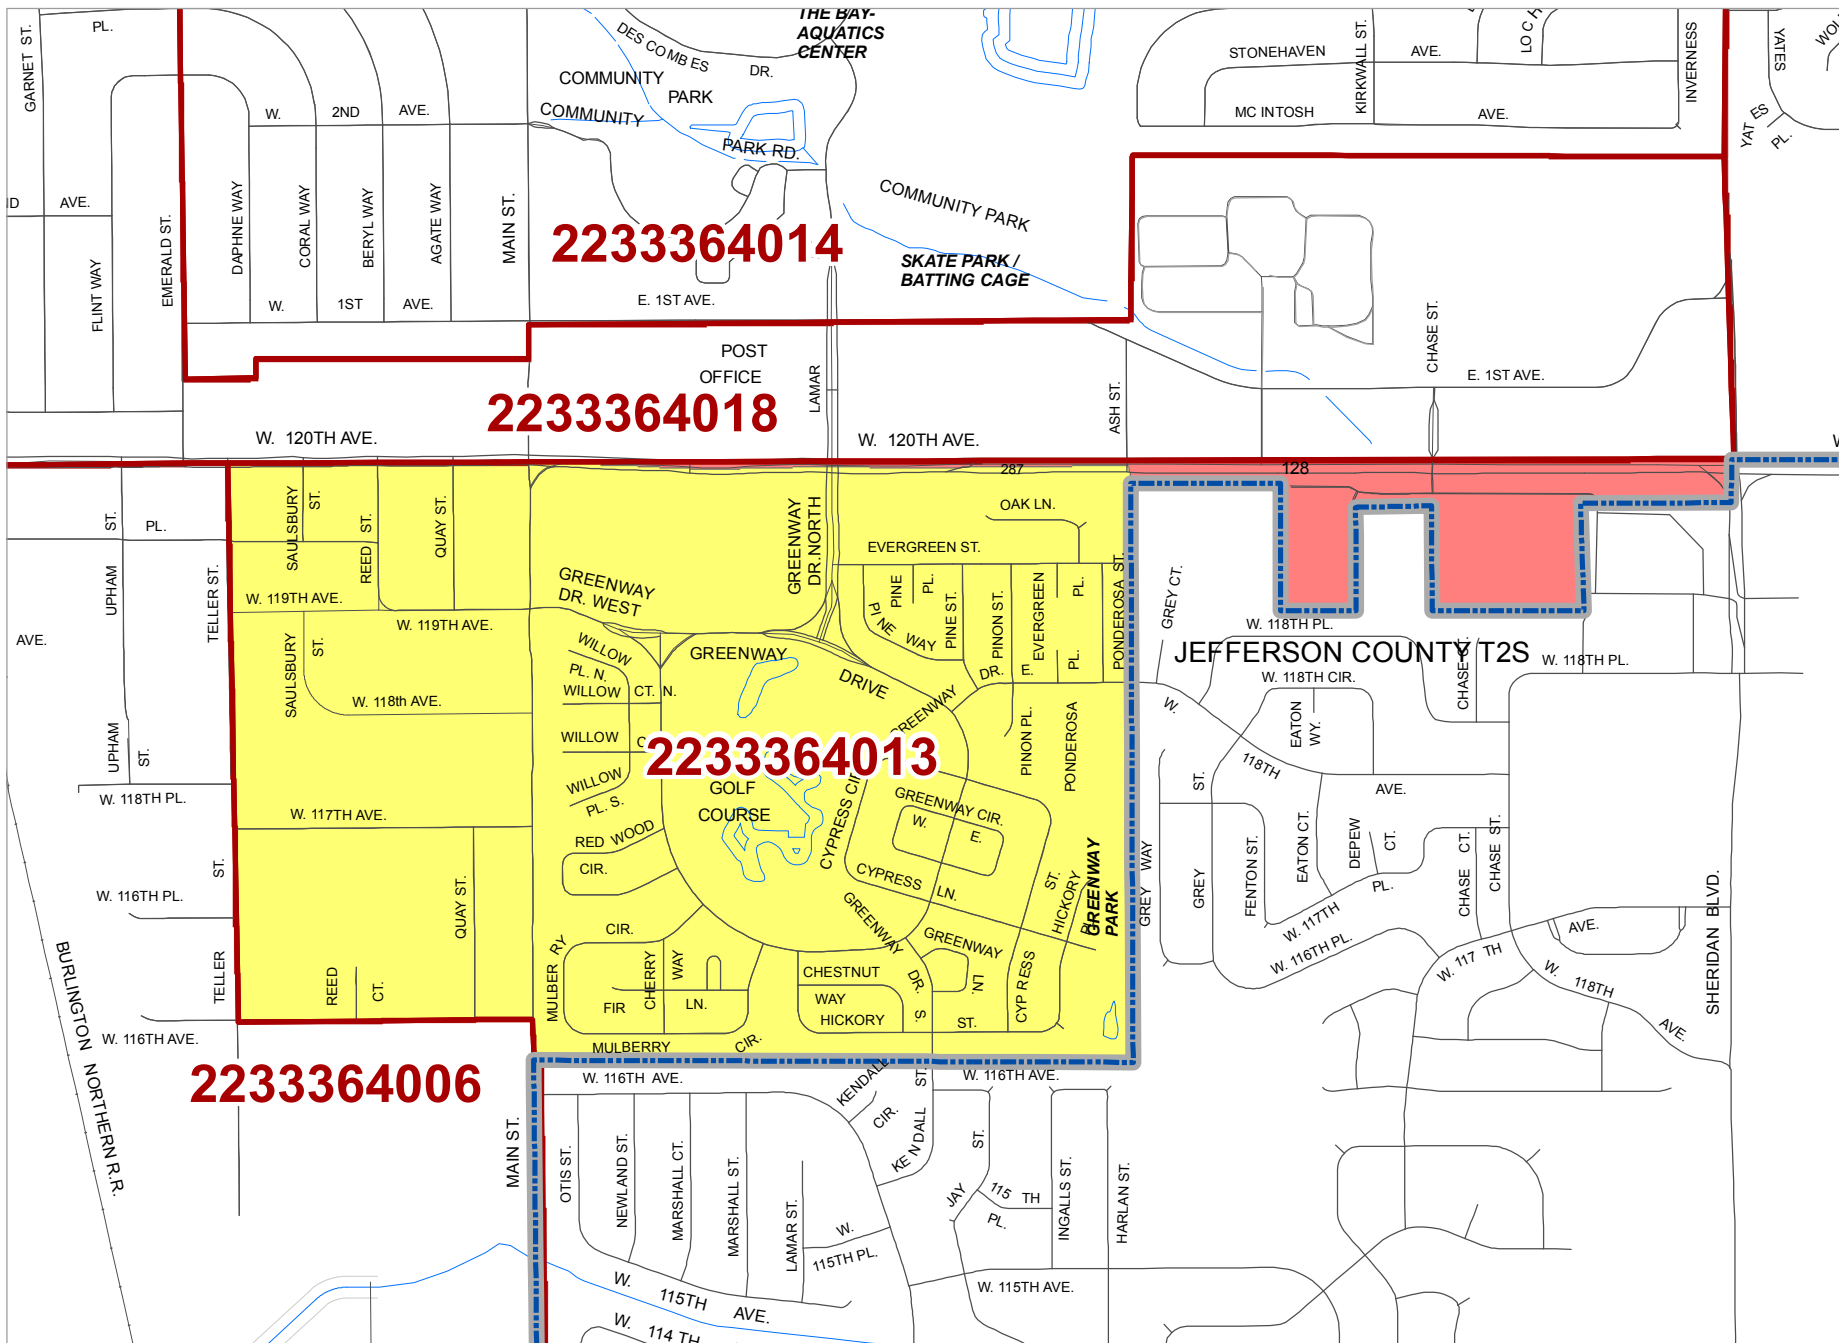 THE BAY-
AQUATICS
CENTER
GARNET ST.
PL.
DES COMBES
DR.
COMMUNITY
PARK
COMMUNITY
PARK RD.
STONEHAVEN
AVE.
KIRKWALL ST.
INVERNESS
YATES
MC INTOSH
AVE.
YATES
PL.
W.
2ND
AVE.
AVE.
FLINT WAY
EMERALD ST.
DAPHNE WAY
CORAL WAY
BERYL WAY
AGATE WAY
MAIN ST.
COMMUNITY PARK
2233364014
SKATE PARK /
BATTING CAGE
W.
1ST
AVE.
E. 1ST AVE.
CHASE ST.
POST
OFFICE
LAMAR
ASH ST.
E. 1ST AVE.
2233364018
W. 120TH AVE.
W. 120TH AVE.
287
128
ST.
PL.
SAULSBURY
ST.
REED
ST.
QUAY ST.
GREENWAY
DR.NORTH
OAK LN.
EVERGREEN ST.
UPHAM
TELLER ST.
W. 119TH AVE.
W. 119TH AVE.
GREENWAY
DR. WEST
PINE
PL.
PINE WAY
PINE ST.
PINON ST.
EVERGREEN
PL.
PONDEROSA ST.
GREY CT.
W. 118TH PL.
JEFFERSON COUNTY T2S
CHASE ST.
W. 118TH PL.
W. 118TH CIR.
AVE.
SAULSBURY
ST.
W. 118th AVE.
WILLOW
PL. N.
WILLOW
CT. N.
GREENWAY
DRIVE
GREENWAY
DR.
E.
PL.
UPHAM
ST.
WILLOW
2233364013
WILLOW
PL. S.
GOLF
COURSE
PINON PL.
PONDEROSA
W.
118TH
AVE.
EATON
WY.
ST.
W. 118TH PL.
W. 117TH AVE.
RED WOOD
CIR.
CYPRESS CIR.
GREENWAY CIR.
W.
E.
CYPRESS
LN.
ST.
HICKORY
PL.
GREENWAY
PARK
GREY WAY
GREY
FENTON ST.
EATON CT.
DEPEW
CT.
PL.
CHASE CT.
CHASE ST.
SHERIDAN BLVD.
ST.
W. 116TH PL.
QUAY ST.
W. 117TH
W. 116TH PL.
W. 117 TH
AVE.
W.
118TH
AVE.
BURLINGTON NORTHERN R.R.
TELLER
REED
CT.
MULBERRY
CIR.
CHERRY
WAY
FIR
LN.
CHESTNUT
WAY
HICKORY
ST.
GREENWAY
DR.
S.
GREENWAY
LN.
CYPRESS
MULBERRY
CIR.
W. 116TH AVE.
2233364006
W. 116TH AVE.
KENDALL
CIR.
ST.
KENDALL
W. 116TH AVE.
MAIN ST.
OTIS ST.
NEWLAND ST.
MARSHALL CT.
MARSHALL ST.
LAMAR ST.
W.
115TH PL.
JAY
ST.
115 TH
PL.
INGALLS ST.
HARLAN ST.
W. 115TH AVE.
W.
115TH
AVE.
W. 114 TH